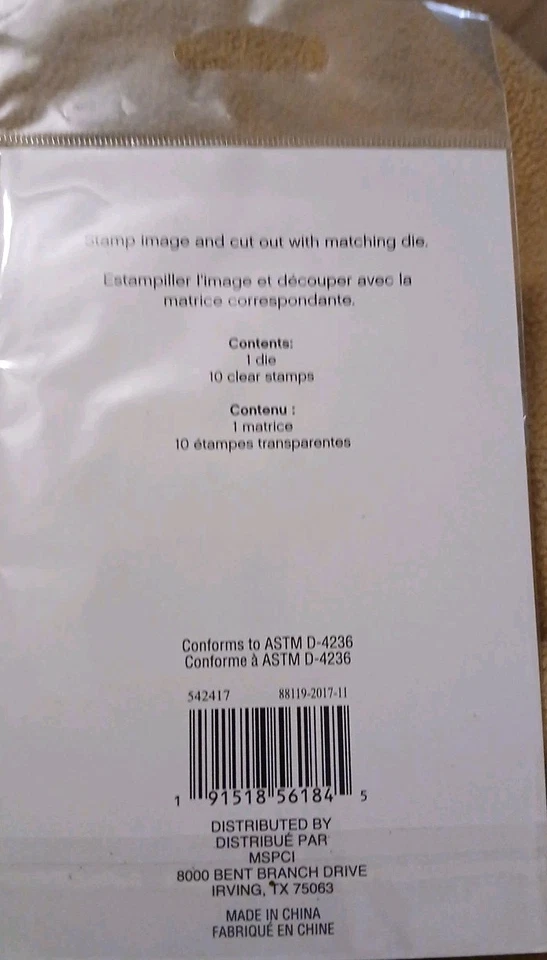 Stamp image and cut out with matching die.
Estampiller l'image et découper avec la
matrice correspondante.
Contents:
1 die
10 clear stamps
Contenu :
1 matrice
10 étampes transparentes
Conforms to ASTM D-4236
Conforme à ASTM D-4236
542417 88119-2017-11
1 91518 56184 5
DISTRIBUTED BY
DISTRIBUÉ PAR
MSPCI
8000 BENT BRANCH DRIVE
IRVING, TX 75063
MADE IN CHINA
FABRIQUÉ EN CHINE